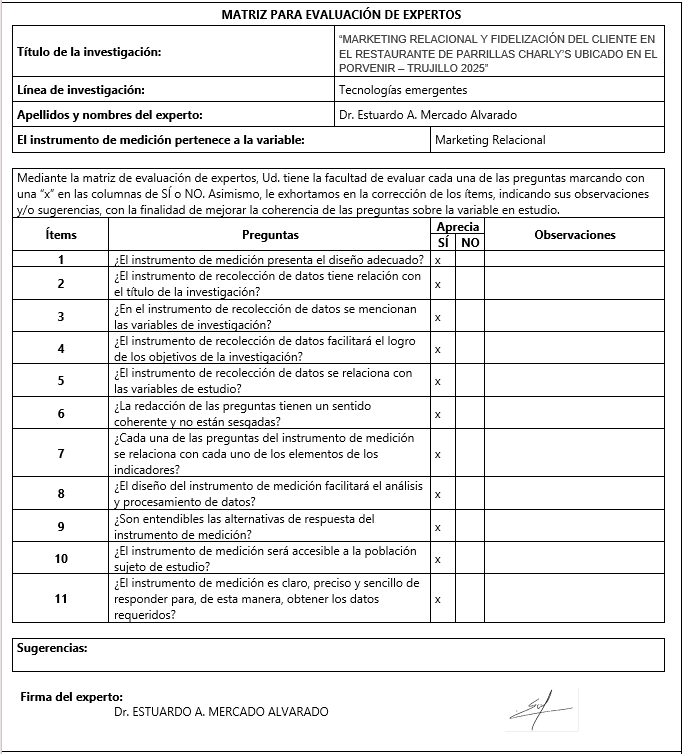 MATRIZ PARA EVALUACIÓN DE EXPERTOS
Título de la investigación:
“MARKETING RELACIONAL Y FIDELIZACIÓN DEL CLIENTE EN
EL RESTAURANTE DE PARRILLAS CHARLY’S UBICADO EN EL
PORVENIR – TRUJILLO 2025”
Línea de investigación:
Tecnologías emergentes
Apellidos y nombres del experto:
Dr. Estuardo A. Mercado Alvarado
El instrumento de medición pertenece a la variable:
Marketing Relacional
Mediante la matriz de evaluación de expertos, Ud. tiene la facultad de evaluar cada una de las preguntas marcando con
una “x” en las columnas de SÍ o NO. Asimismo, le exhortamos en la corrección de los ítems, indicando sus observaciones
y/o sugerencias, con la finalidad de mejorar la coherencia de las preguntas sobre la variable en estudio.
Ítems
Preguntas
Aprecia
Observaciones
SÍ NO
1 ¿El instrumento de medición presenta el diseño adecuado? x
2 ¿El instrumento de recolección de datos tiene relación con
el título de la investigación? x
3 ¿En el instrumento de recolección de datos se mencionan
las variables de investigación? x
4 ¿El instrumento de recolección de datos facilitará el logro
de los objetivos de la investigación? x
5 ¿El instrumento de recolección de datos se relaciona con
las variables de estudio? x
6 ¿La redacción de las preguntas tienen un sentido
coherente y no están sesgadas? x
7 ¿Cada una de las preguntas del instrumento de medición
se relaciona con cada uno de los elementos de los
indicadores? x
8 ¿El diseño del instrumento de medición facilitará el análisis
y procesamiento de datos? x
9 ¿Son entendibles las alternativas de respuesta del
instrumento de medición? x
10 ¿El instrumento de medición será accesible a la población
sujeto de estudio? x
11 ¿El instrumento de medición es claro, preciso y sencillo de
responder para, de esta manera, obtener los datos
requeridos? x
Sugerencias:
Firma del experto:
Dr. ESTUARDO A. MERCADO ALVARADO